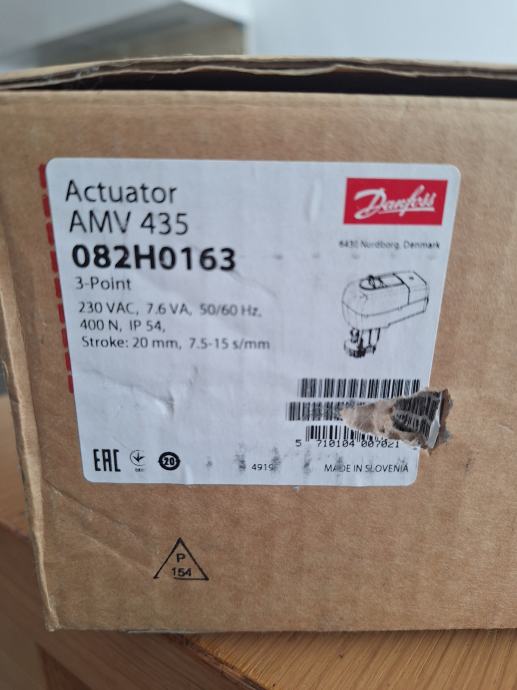 Actuator
AMV 435
082H0163
3-Point
230 VAC, 7.6 VA, 50/60 Hz,
400 N, IP 54,
Stroke: 20 mm, 7.5-15 s/mm
Danfoss
6430 Nordborg, Denmark
5 710104 007021
EAC
20
4919
MADE IN SLOVENIA
P
154